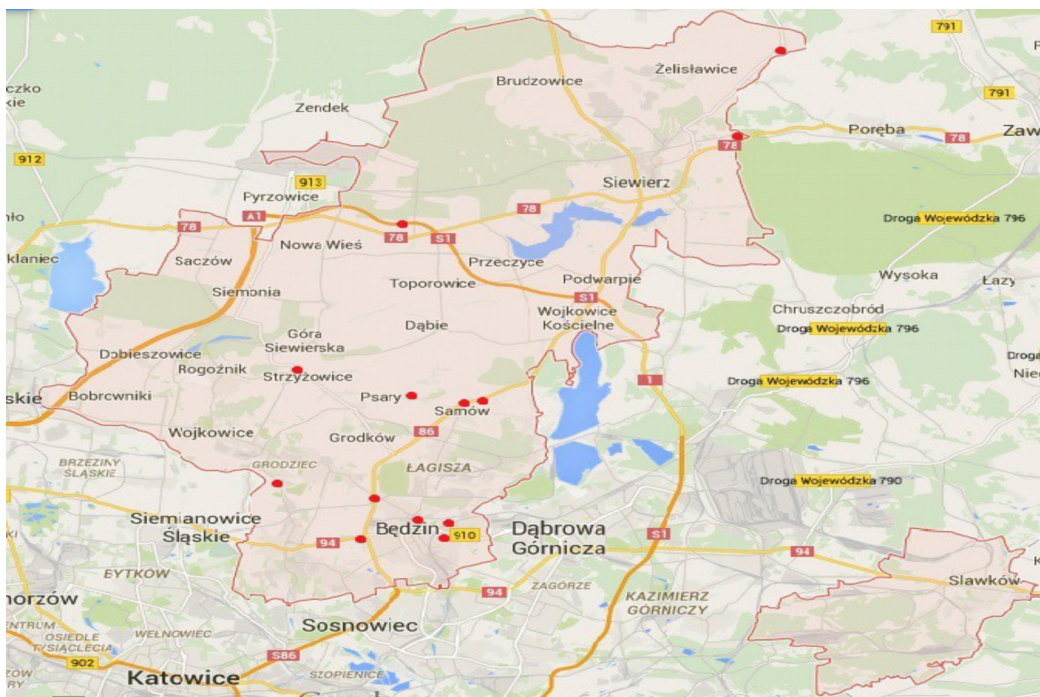 791
Żelisławice
Brudzowice
791
czko
kie
Zendek
Poręba
78
Zaw
912
78
913
Siewierz
Pyrzowice
A1
78
Droga Wojewódzka 796
78
Nowa Wieś
78
S1
klaniec
Saczów
Przeczyce
Wysoka
Łazy
Siemonia
Toporowice
Podwarpie
S1
Chruszczobród
Wojkowice
Kościelne
Dąbie
Droga Wojewódzka 796
Góra
Siewierska
Dobieszowice
Rogoźnik
Strzyżowice
1
Droga Wojewódzka 796
skie
Bobrcwniki
Psary
Sarnów
Wojkowice
Grodków
86
BRZEZINY
ŚLĄSKIE
GRODZIEC
ŁAGISZA
Droga Wojewódzka 790
Siemianowice
Śląskie
Będzin
910
Dąbrowa
Górnicza
S1
94
94
BYTKÓW
Sławków
ZAGÓRZE
94
KAZIMIERZ
GÓRNICZY
horzów
CENTRUM
OSIEDLE
TYSIĄCLECIA
WEŁNOWIEC
Sosnowiec
S86
902
Katowice
SZOPIENICE